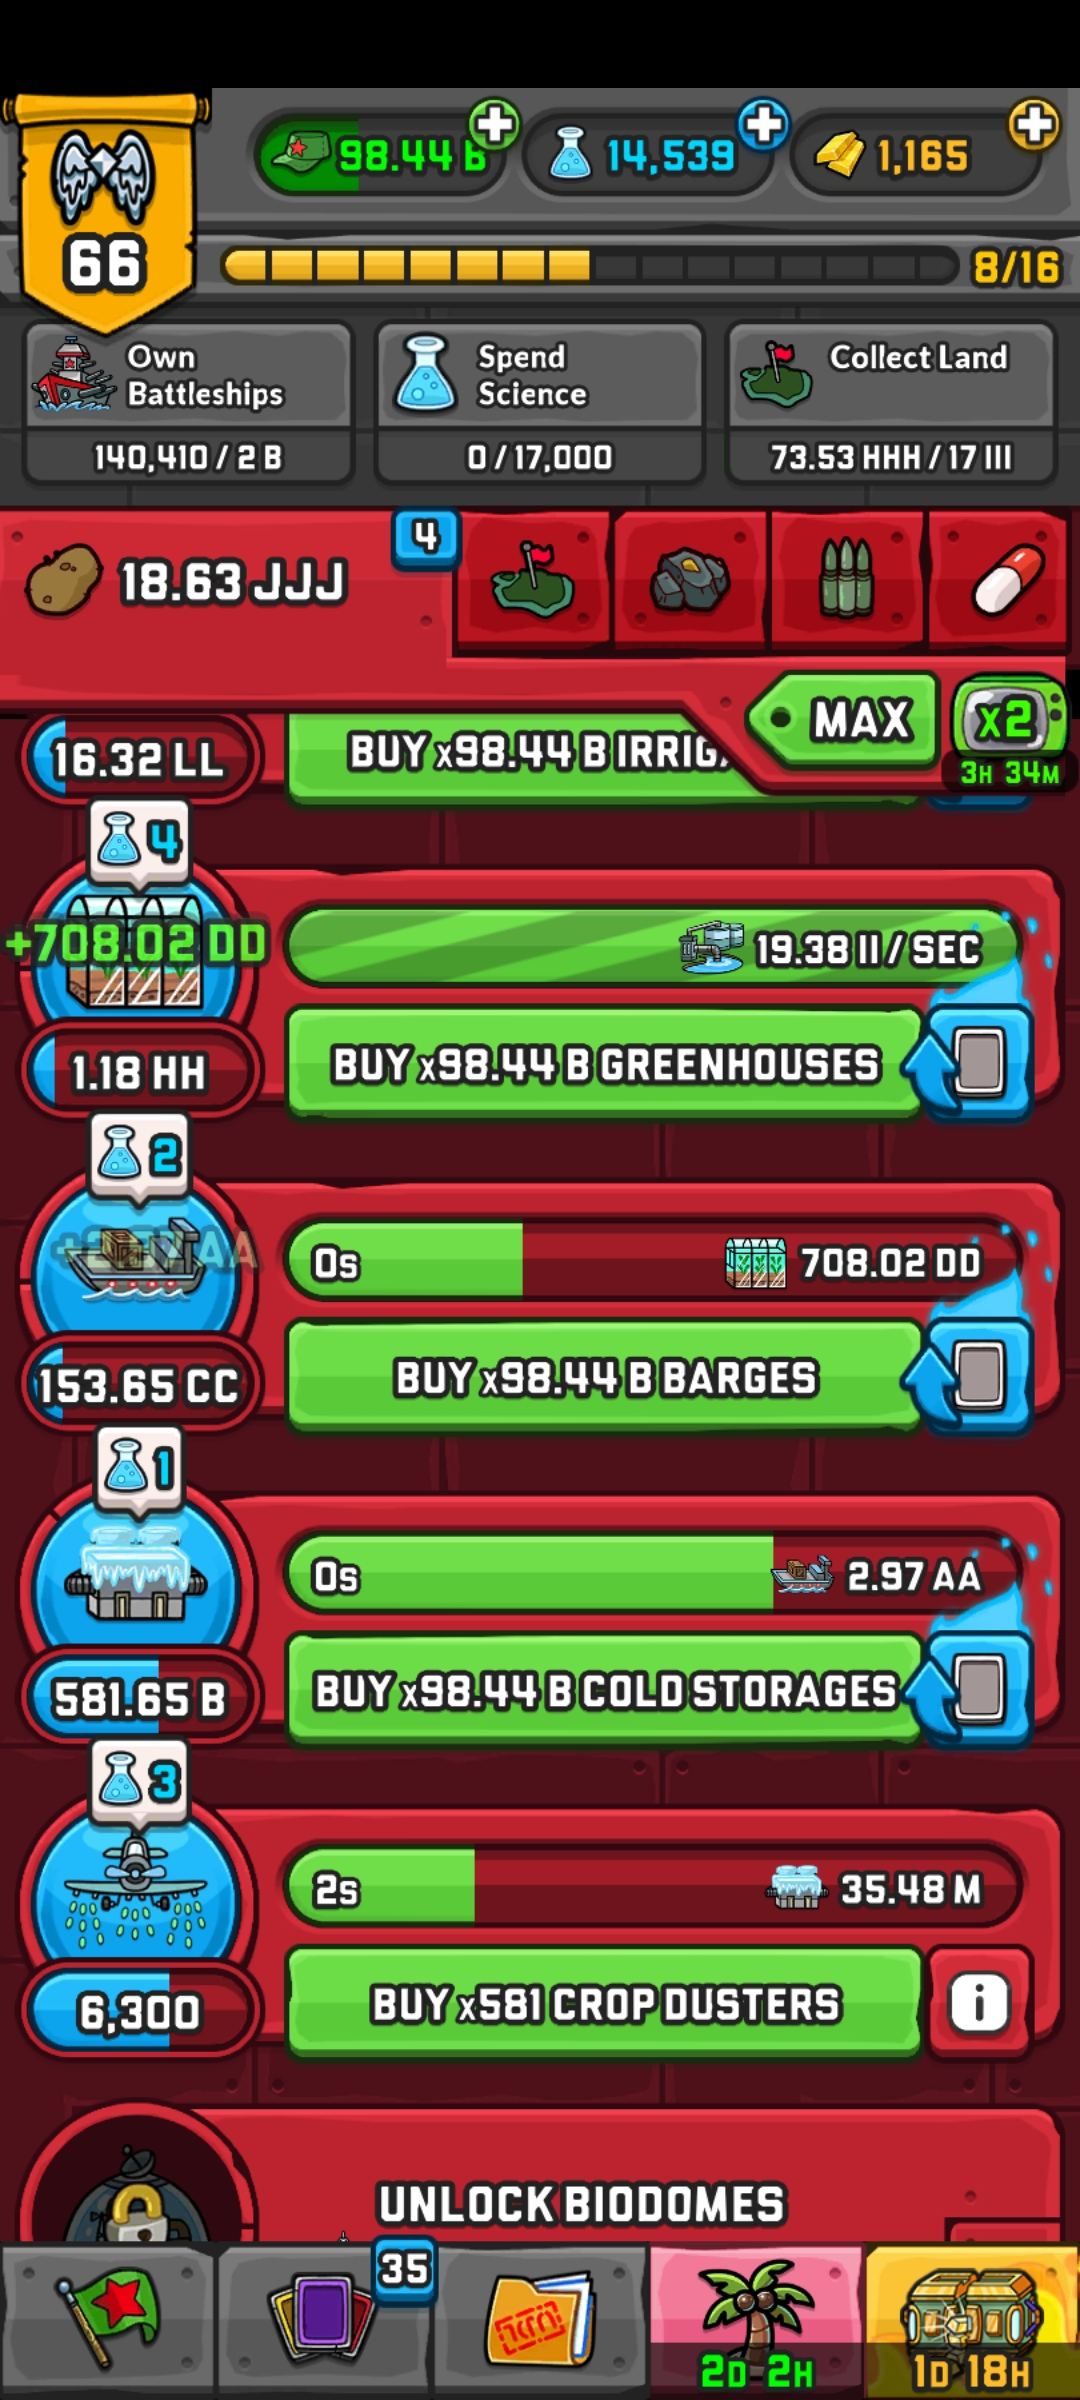 98.44 B
14,539
1,165
66
8/16
Own
Battleships
140,410 / 2 B
Spend
Science
0 / 17,000
Collect Land
73.53 HHH / 17 III
18.63 JJJ
4
MAX
x2
3H 34M
16.32 LL
BUY x98.44 B
4
+708.02 DD
19.38 II / SEC
1.18 HH
BUY x98.44 B GREENHOUSES
2
0s
708.02 DD
153.65 CC
BUY x98.44 B BARGES
1
0s
2.97 AA
581.65 B
BUY x98.44 B COLD STORAGES
3
2s
35.48 M
6,300
BUY x581 CROP DUSTERS
i
UNLOCK BIODOMES
35
2D 2H
1D 18H